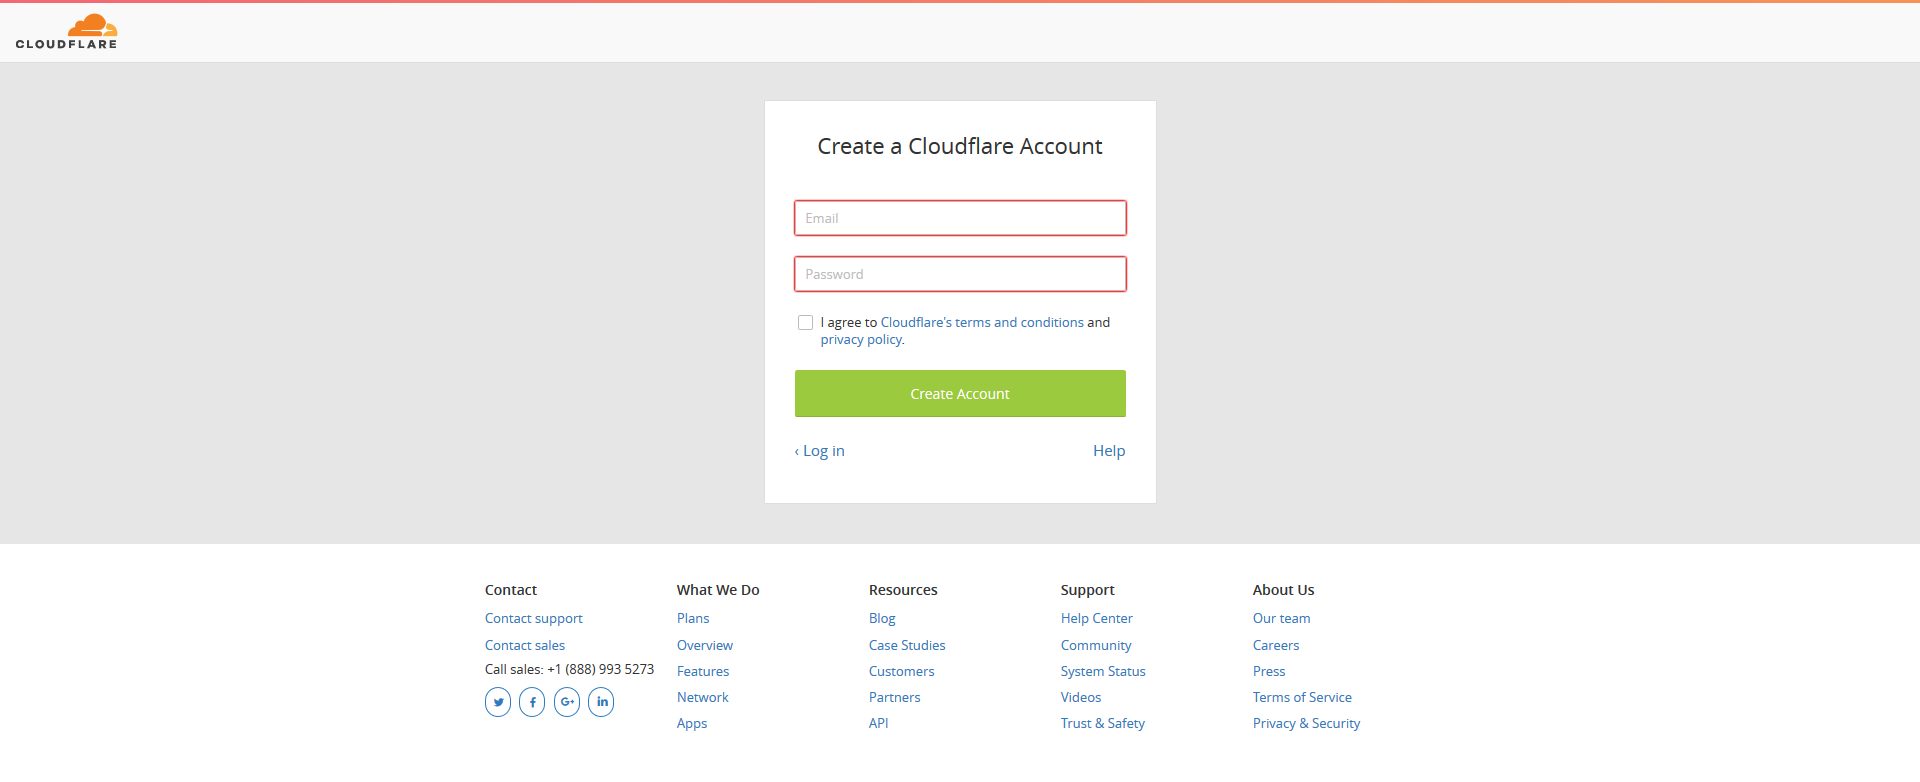 CLOUDFLARE
Create a Cloudflare Account
Email
Password
I agree to Cloudflare's terms and conditions and
privacy policy.
Create Account
‹ Log in
Help
Contact
Contact support
Contact sales
Call sales: +1 (888) 993 5273
What We Do
Plans
Overview
Features
Network
Apps
Resources
Blog
Case Studies
Customers
Partners
API
Support
Help Center
Community
System Status
Videos
Trust & Safety
About Us
Our team
Careers
Press
Terms of Service
Privacy & Security